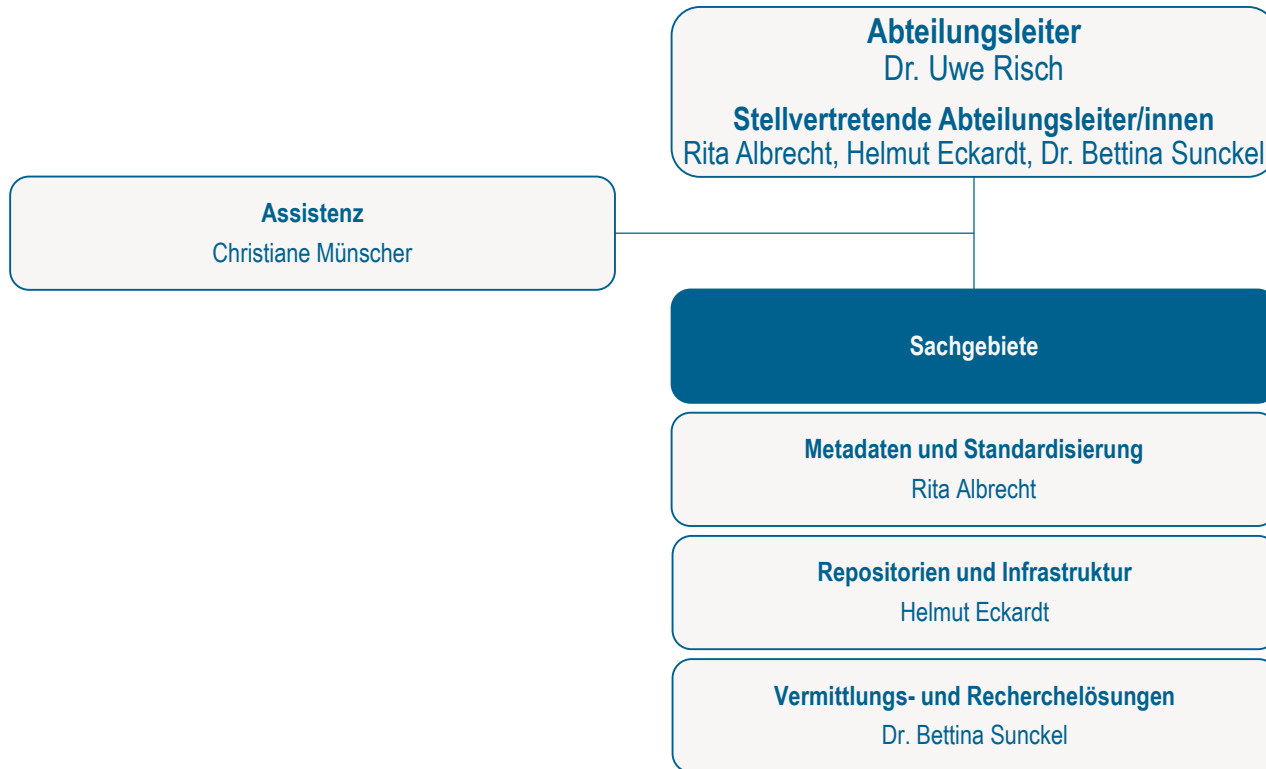 Abteilungsleiter
Dr. Uwe Risch
Stellvertretende Abteilungsleiter/innen
Rita Albrecht, Helmut Eckardt, Dr. Bettina Sunckel
Assistenz
Christiane Münscher
Sachgebiete
Metadaten und Standardisierung
Rita Albrecht
Repositorien und Infrastruktur
Helmut Eckardt
Vermittlungs- und Recherchelösungen
Dr. Bettina Sunckel